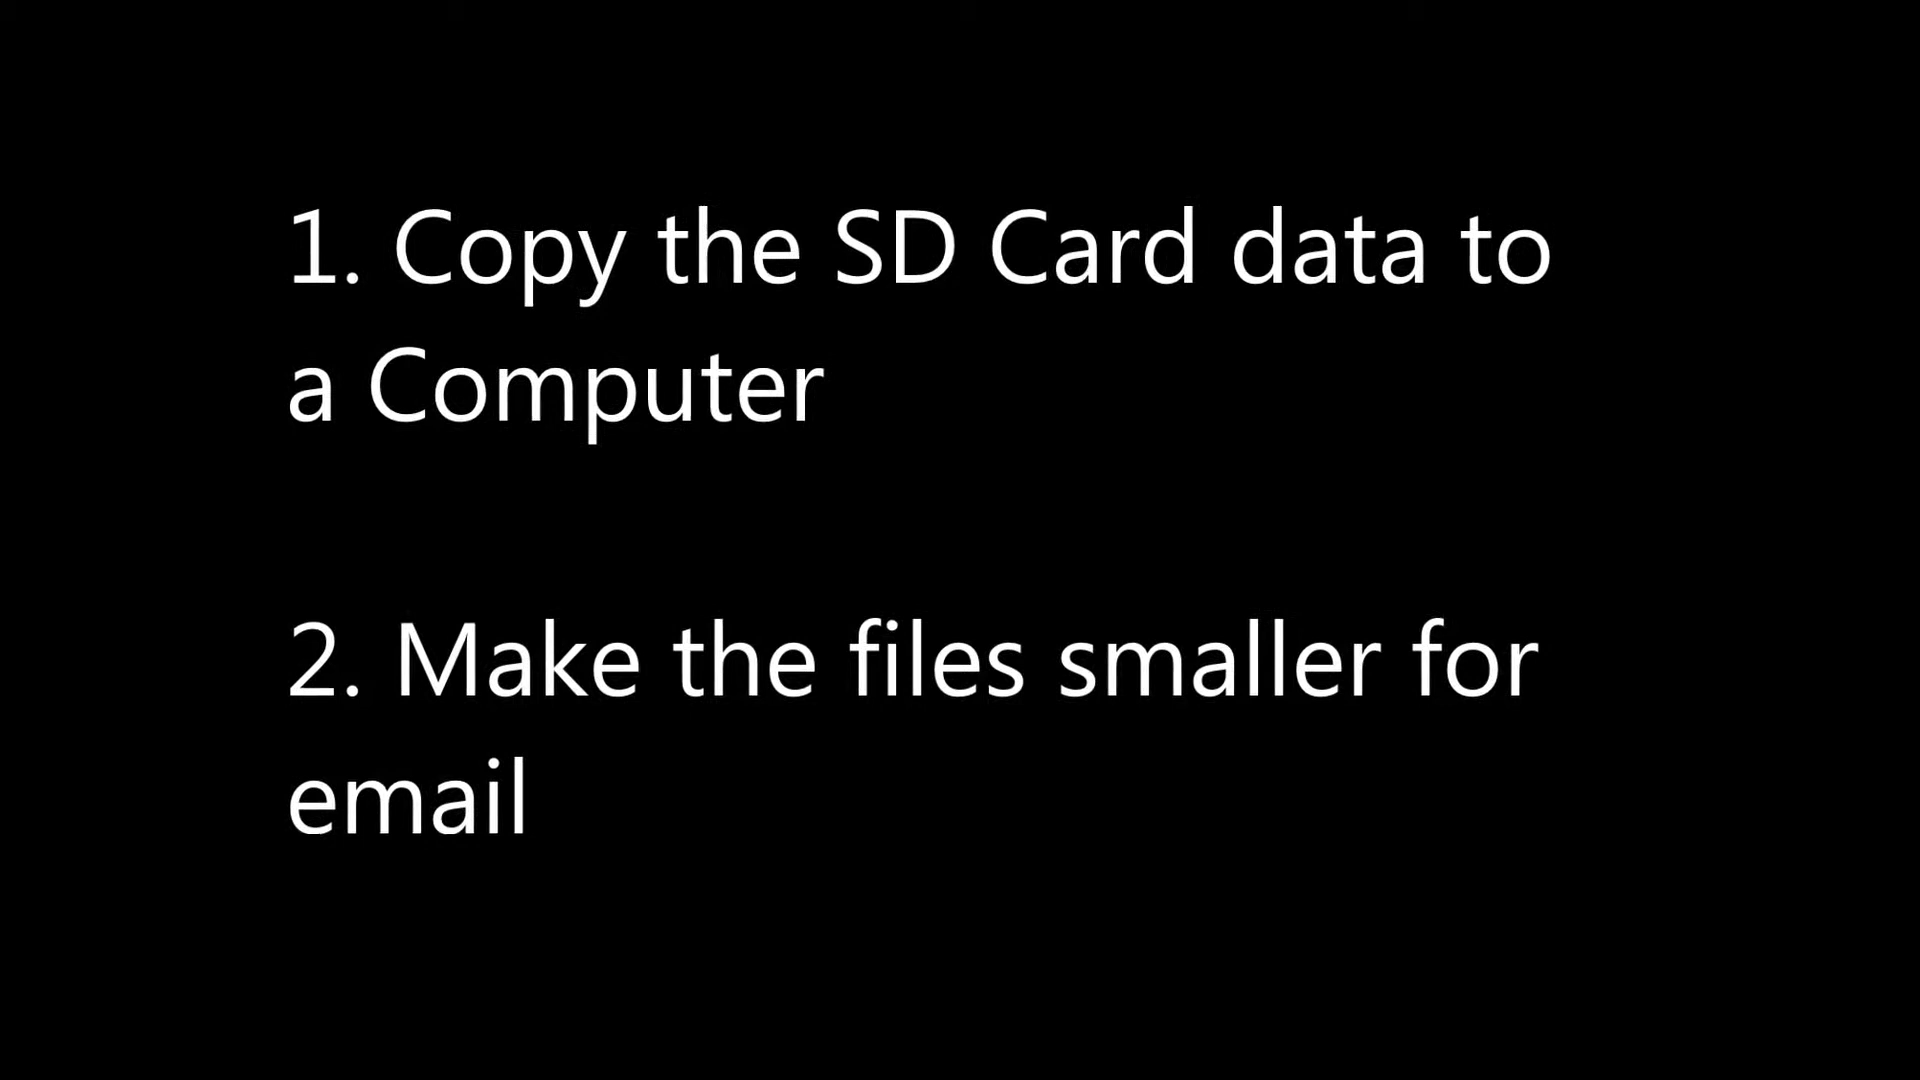 1. Copy the SD Card data to
a Computer
2. Make the files smaller for
email